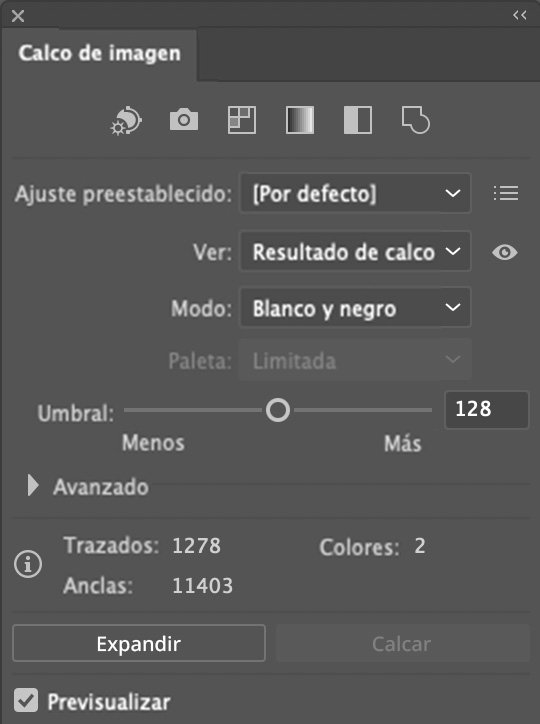 Calco de imagen
Ajuste preestablecido: [Por defecto]
Ver: Resultado de calco
Modo: Blanco y negro
Paleta: Limitada
Umbral: 128
Menos Más
Avanzado
Trazados: 1278 Colores: 2
Anclas: 11403
Expandir Calcar
Previsualizar